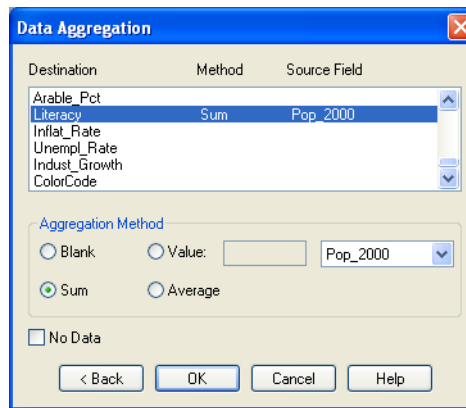 Data Aggregation
Destination Method Source Field
Arable_Pct
Literacy Sum Pop_2000
Inflat_Rate
Unempl_Rate
Indust_Growth
ColorCode
Aggregation Method
Blank Value: Pop_2000
Sum Average
No Data
< Back OK Cancel Help